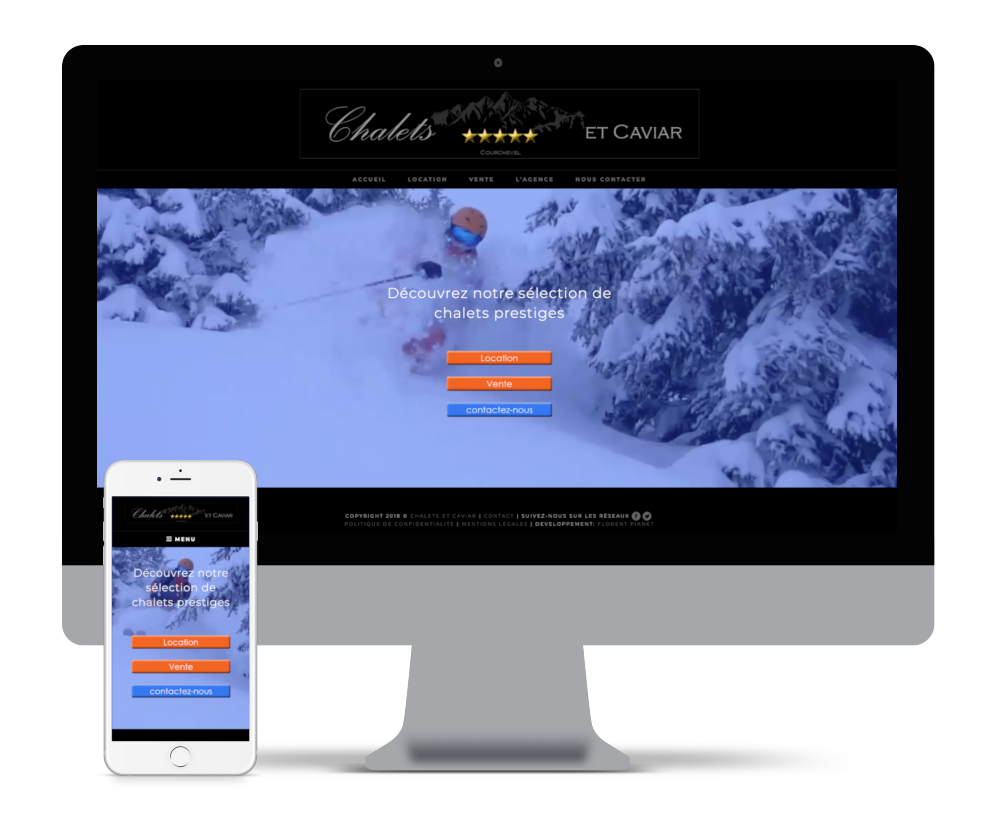 Chalets ET CAVIAR
COURCHEVEL
ACCUEIL LOCATION VENTE L'AGENCE NOUS CONTACTER
Découvrez notre sélection de
chalets prestiges
Location
Vente
contactez-nous
COPYRIGHT 2018 © CHALETS ET CAVIAR | CONTACT | SUIVEZ-NOUS SUR LES RÉSEAUX
POLITIQUE DE CONFIDENTIALITÉ | MENTIONS LÉGALES | DEVELOPPEMENT: FLORENT PIANET
Chalets ET CAVIAR
MENU
Découvrez notre
sélection de
chalets prestiges
Location
Vente
contactez-nous